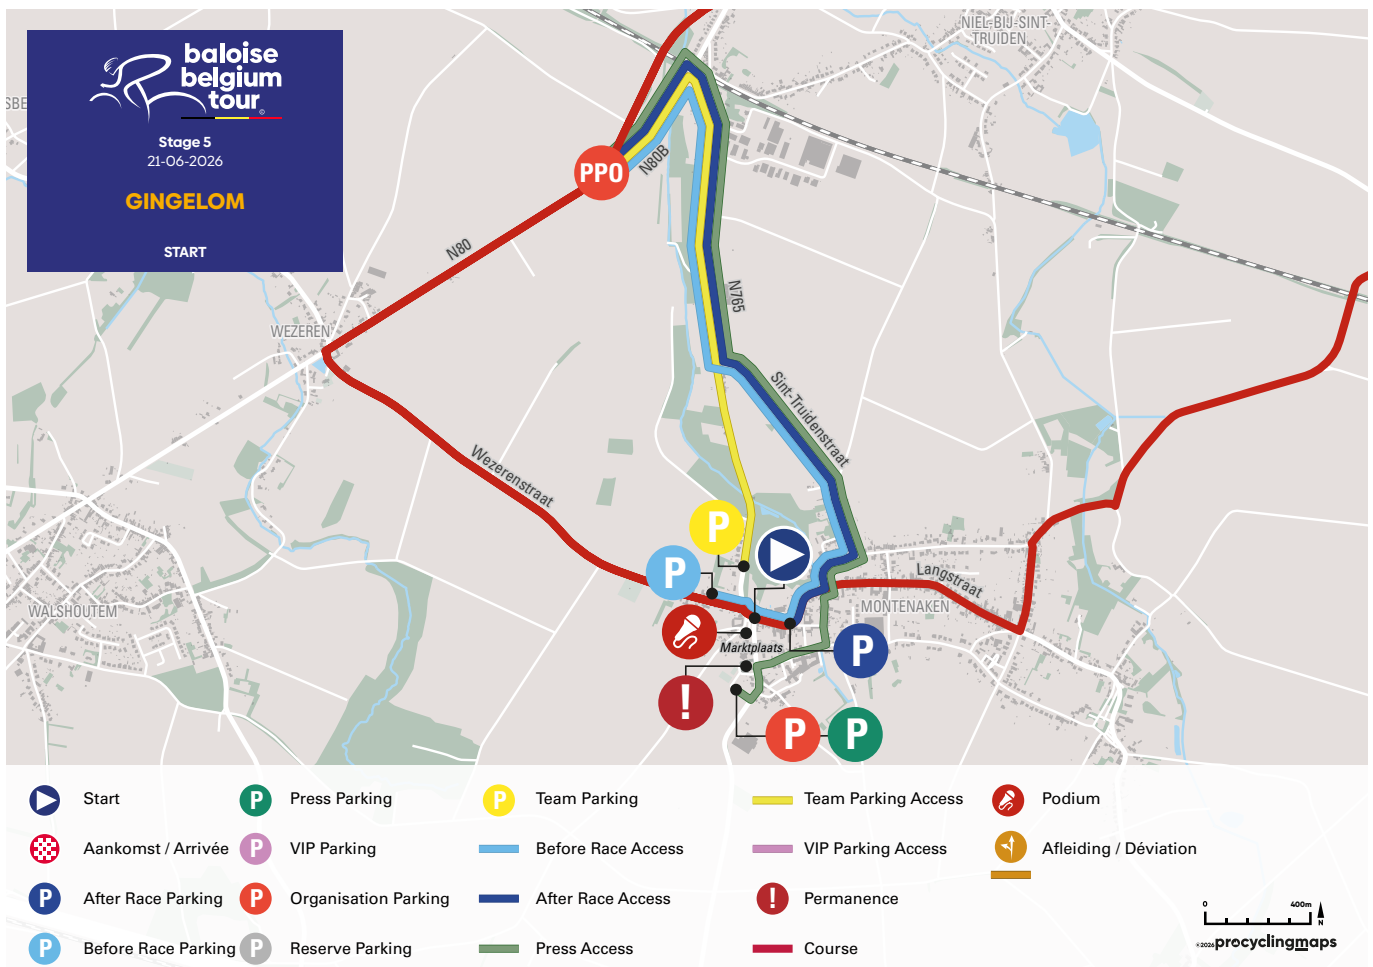 baloise
belgium
tour
©
Stage 5
21-06-2026
GINGELOM
START
NIEL-BIJ-SINT-
TRUIDEN
PPO
N80B
N80
N765
WEZEREN
Sint-Truidenstraat
Wezerenstraat
P
P
Langstraat
WALSHOUTEM
MONTENAKEN
Marktplaats
P
!
P
P
Start
P Press Parking
P Team Parking
Team Parking Access
Podium
Aankomst / Arrivée
P VIP Parking
Before Race Access
VIP Parking Access
Afleiding / Déviation
P After Race Parking
P Organisation Parking
After Race Access
! Permanence
P Before Race Parking
P Reserve Parking
Press Access
Course
0 400m
N
©2026 procyclingmaps